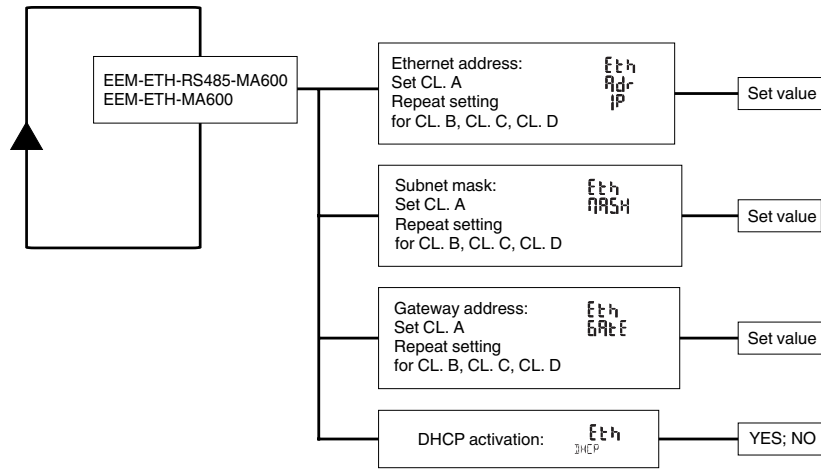 EEM-ETH-RS485-MA600
EEM-ETH-MA600
Ethernet address:
Set CL. A
Repeat setting
for CL. B, CL. C, CL. D
Eth
Adr
IP
Set value
Subnet mask:
Set CL. A
Repeat setting
for CL. B, CL. C, CL. D
Eth
MASK
Set value
Gateway address:
Set CL. A
Repeat setting
for CL. B, CL. C, CL. D
Eth
GAtE
Set value
DHCP activation:
Eth
DHCP
YES; NO